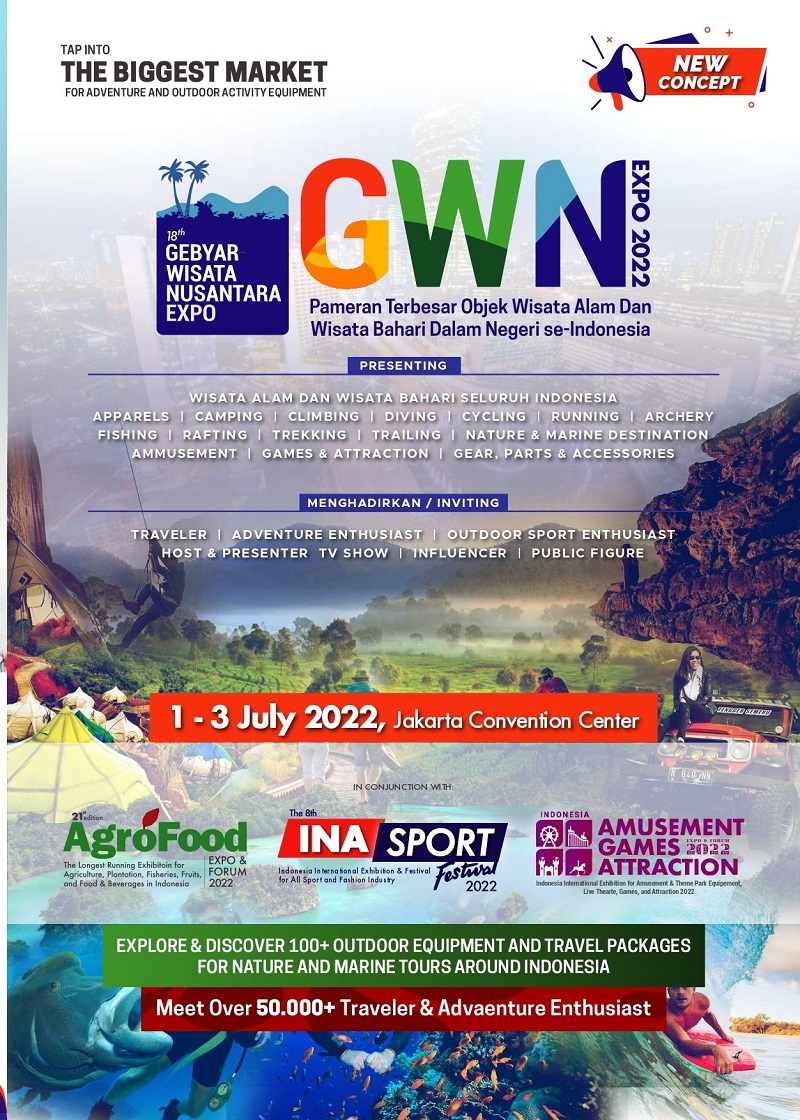 TAP INTO
THE BIGGEST MARKET
FOR ADVENTURE AND OUTDOOR ACTIVITY EQUIPMENT
NEW
CONCEPT
18th
GEBYAR
WISATA
NUSANTARA
EXPO
GWN
EXPO 2022
Pameran Terbesar Objek Wisata Alam Dan
Wisata Bahari Dalam Negeri se-Indonesia
PRESENTING
WISATA ALAM DAN WISATA BAHARI SELURUH INDONESIA
APPARELS | CAMPING | CLIMBING | DIVING | CYCLING | RUNNING | ARCHERY
FISHING | RAFTING | TREKKING | TRAILING | NATURE & MARINE DESTINATION
AMMUSEMENT | GAMES & ATTRACTION | GEAR, PARTS & ACCESSORIES
MENGHADIRKAN / INVITING
TRAVELER | ADVENTURE ENTHUSIAST | OUTDOOR SPORT ENTHUSIAST
HOST & PRESENTER TV SHOW | INFLUENCER | PUBLIC FIGURE
TENGGER SEMERU
1 - 3 July 2022, Jakarta Convention Center
IN CONJUNCTION WITH:
21st edition
AgroFood
The Longest Running Exhibitoin for
Agriculture, Plantation, Fisheries, Fruits,
and Food & Beverages in Indonesia
EXPO &
FORUM
2022
The 8th
INA SPORT
Indonesia International Exhibition & Festival
for All Sport and Fashion Industry
Festival
2022
INDONESIA
AMUSEMENT
GAMES EXPO & FORUM 2022
ATTRACTION
Indonesia International Exhibition for Amusement & Theme Park Equipement,
Live Thearte, Games, and Attraction 2022
EXPLORE & DISCOVER 100+ OUTDOOR EQUIPMENT AND TRAVEL PACKAGES
FOR NATURE AND MARINE TOURS AROUND INDONESIA
Meet Over 50.000+ Traveler & Advaenture Enthusiast